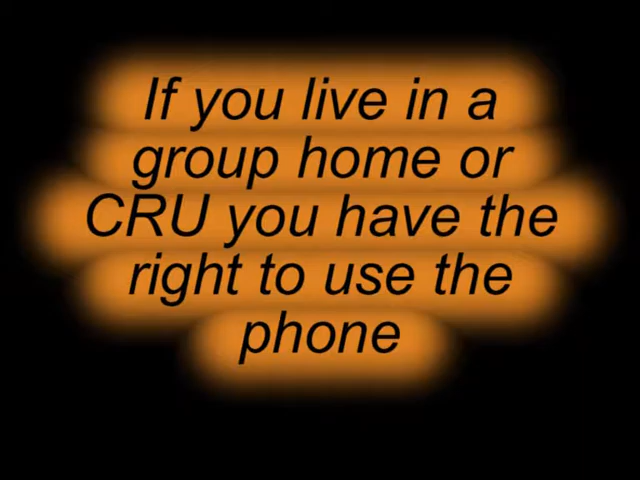 If you live in a
group home or
CRU you have the
right to use the
phone